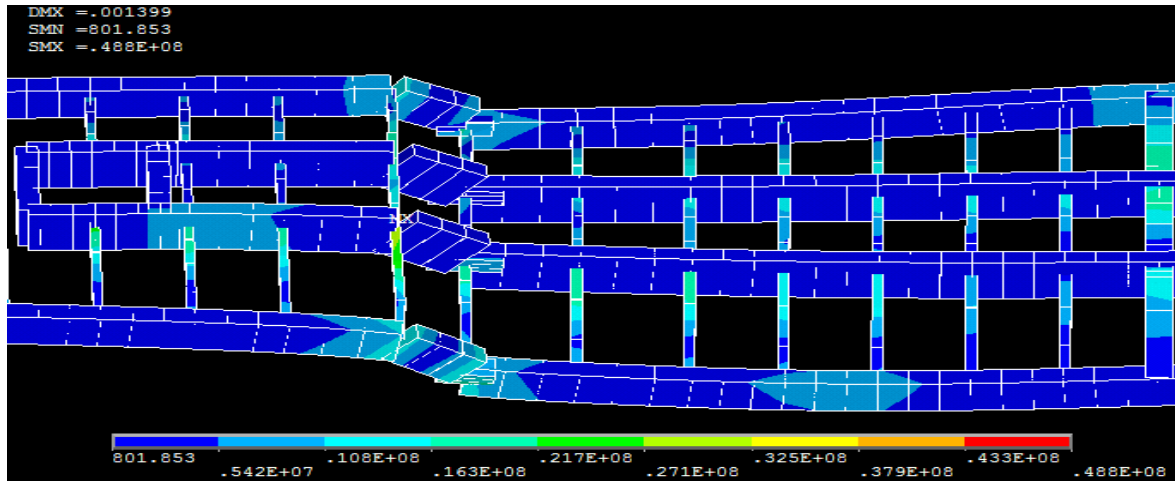 DMX =.001399
SMN =801.853
SMX =.488E+08
MX
801.853 .108E+08 .217E+08 .325E+08 .433E+08
.542E+07 .163E+08 .271E+08 .379E+08 .488E+08